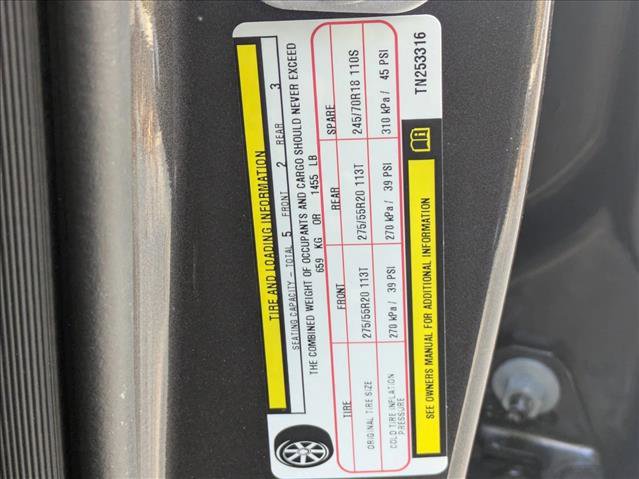 TIRE AND LOADING INFORMATION
SEATING CAPACITY - TOTAL 5 FRONT 2 REAR 3
THE COMBINED WEIGHT OF OCCUPANTS AND CARGO SHOULD NEVER EXCEED
659 KG OR 1455 LB
TIRE FRONT REAR SPARE
ORIGINAL TIRE SIZE 275/55R20 113T 275/55R20 113T 245/70R18 110S
COLD TIRE INFLATION PRESSURE 270 kPa / 39 PSI 270 kPa / 39 PSI 310 kPa / 45 PSI
SEE OWNERS MANUAL FOR ADDITIONAL INFORMATION
TN253316